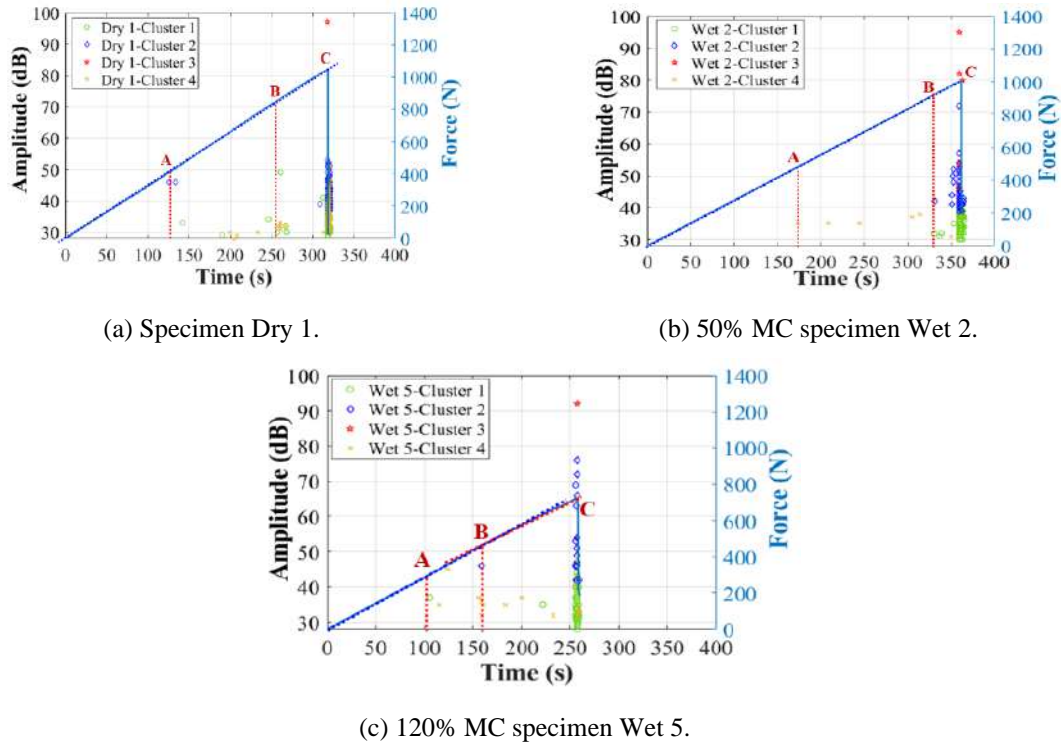 Amplitude (dB)
100
90
80
70
60
50
40
30
Dry 1-Cluster 1
Dry 1-Cluster 2
Dry 1-Cluster 3
Dry 1-Cluster 4
A
B
C
1400
1200
1000
800
600
400
200
0
Force (N)
0 50 100 150 200 250 300 350 400
Time (s)
(a) Specimen Dry 1.
Amplitude (dB)
100
90
80
70
60
50
40
30
Wet 2-Cluster 1
Wet 2-Cluster 2
Wet 2-Cluster 3
Wet 2-Cluster 4
A
B
C
1400
1200
1000
800
600
400
200
0
Force (N)
0 50 100 150 200 250 300 350 400
Time (s)
(b) 50% MC specimen Wet 2.
Amplitude (dB)
100
90
80
70
60
50
40
30
Wet 5-Cluster 1
Wet 5-Cluster 2
Wet 5-Cluster 3
Wet 5-Cluster 4
A
B
C
1400
1200
1000
800
600
400
200
0
Force (N)
0 50 100 150 200 250 300 350 400
Time (s)
(c) 120% MC specimen Wet 5.